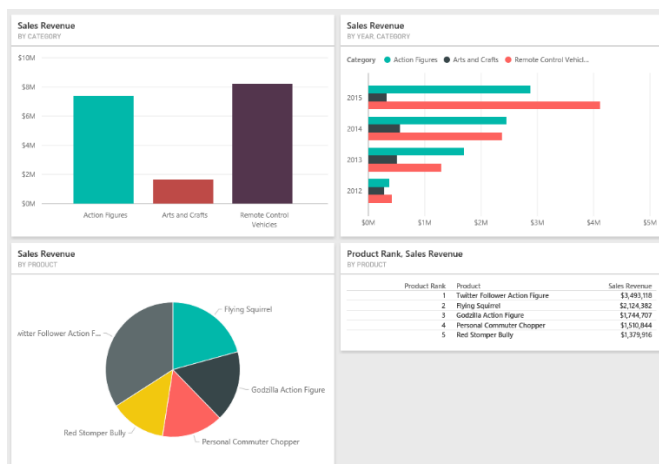 Sales Revenue
BY CATEGORY
$10M
$8M
$6M
$4M
$2M
$0M
Action Figures
Arts and Crafts
Remote Control
Vehicles
Sales Revenue
BY YEAR, CATEGORY
Category Action Figures Arts and Crafts Remote Control Vehicl...
2015
2014
2013
2012
$0M $1M $2M $3M $4M $5M
Sales Revenue
BY PRODUCT
Flying Squirrel
witter Follower Action F...
Godzilla Action Figure
Red Stomper Bully
Personal Commuter Chopper
Product Rank, Sales Revenue
BY PRODUCT
Product Rank Product Sales Revenue
1 Twitter Follower Action Figure $3,493,118
2 Flying Squirrel $2,124,382
3 Godzilla Action Figure $1,744,707
4 Personal Commuter Chopper $1,510,844
5 Red Stomper Bully $1,379,916